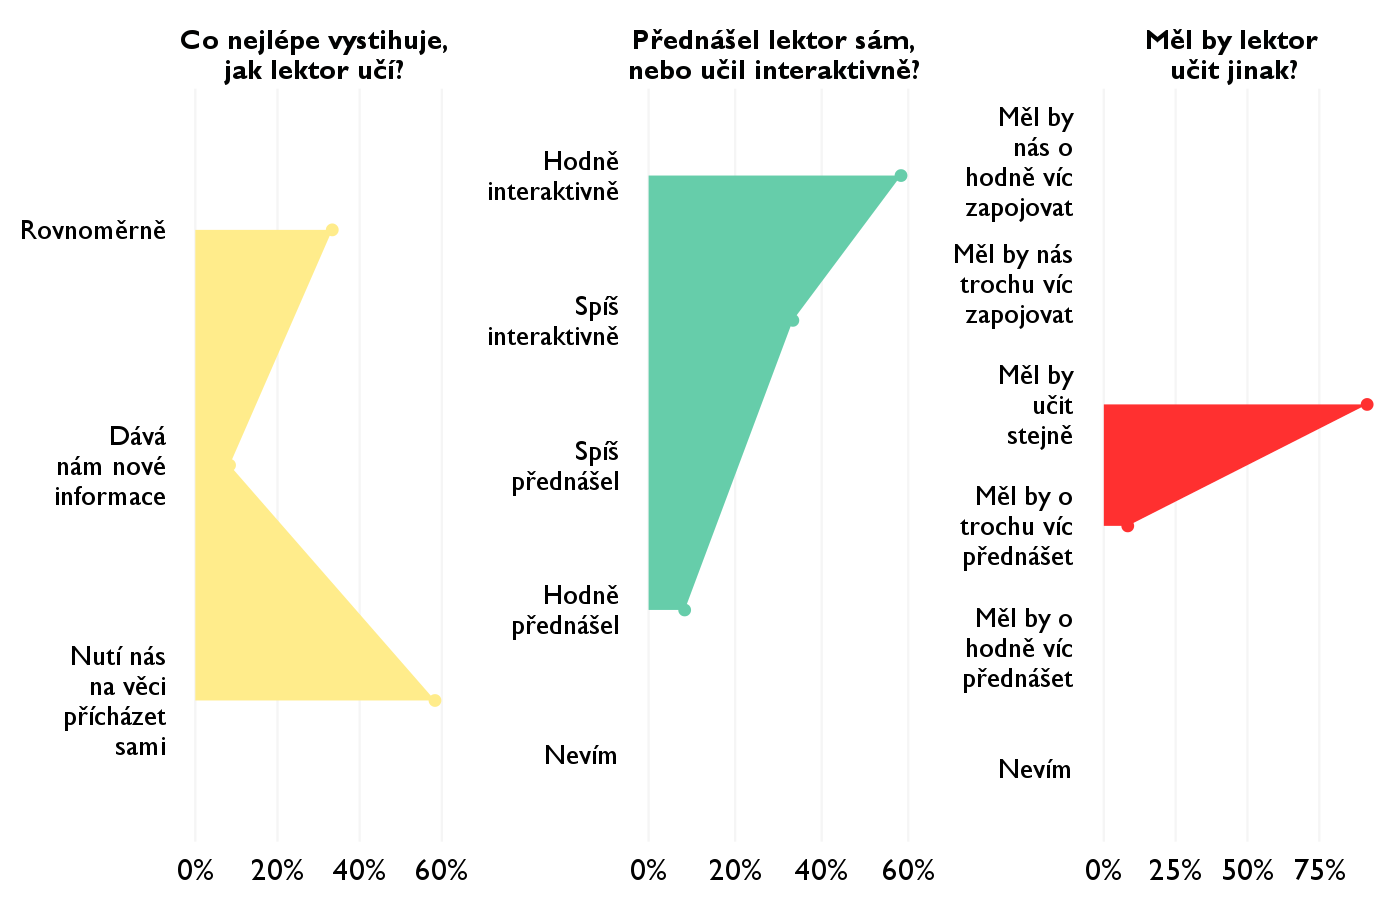 Co nejlépe vystihuje,
jak lektor učí?
Rovnoměrně
Dává
nám nové
informace
Nutí nás
na věci
přícházet
sami
0% 20% 40% 60%
Přednášel lektor sám,
nebo učil interaktivně?
Hodně
interaktivně
Spíš
interaktivně
Spíš
přednášel
Hodně
přednášel
Nevím
0% 20% 40% 60%
Měl by lektor
učit jinak?
Měl by
nás o
hodně víc
zapojovat
Měl by nás
trochu víc
zapojovat
Měl by
učit
stejně
Měl by o
trochu víc
přednášet
Měl by o
hodně víc
přednášet
Nevím
0% 25% 50% 75%